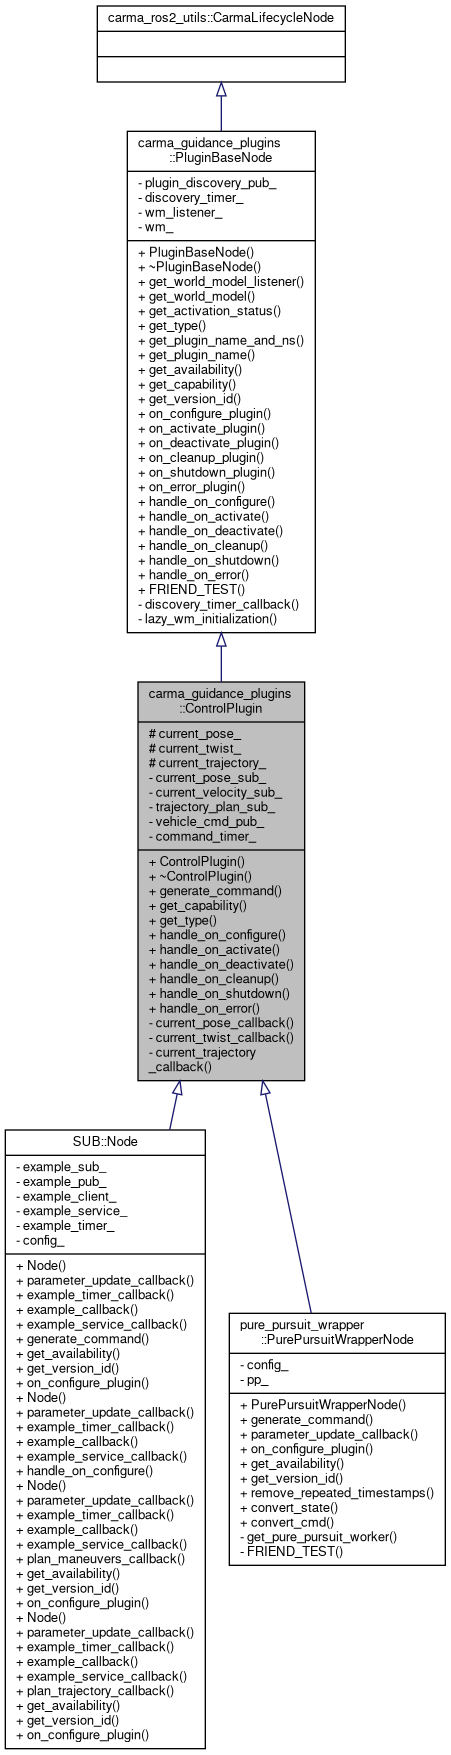 carma_ros2_utils::CarmaLifecycleNode
carma_guidance_plugins
::PluginBaseNode
- plugin_discovery_pub_
- discovery_timer_
- wm_listener_
- wm_
+ PluginBaseNode()
+ ~PluginBaseNode()
+ get_world_model_listener()
+ get_world_model()
+ get_activation_status()
+ get_type()
+ get_plugin_name_and_ns()
+ get_plugin_name()
+ get_availability()
+ get_capability()
+ get_version_id()
+ on_configure_plugin()
+ on_activate_plugin()
+ on_deactivate_plugin()
+ on_cleanup_plugin()
+ on_shutdown_plugin()
+ on_error_plugin()
+ handle_on_configure()
+ handle_on_activate()
+ handle_on_deactivate()
+ handle_on_cleanup()
+ handle_on_shutdown()
+ handle_on_error()
+ FRIEND_TEST()
- discovery_timer_callback()
- lazy_wm_initialization()
carma_guidance_plugins
::ControlPlugin
# current_pose_
# current_twist_
# current_trajectory_
- current_pose_sub_
- current_velocity_sub_
- trajectory_plan_sub_
- vehicle_cmd_pub_
- command_timer_
+ ControlPlugin()
+ ~ControlPlugin()
+ generate_command()
+ get_capability()
+ get_type()
+ handle_on_configure()
+ handle_on_activate()
+ handle_on_deactivate()
+ handle_on_cleanup()
+ handle_on_shutdown()
+ handle_on_error()
- current_pose_callback()
- current_twist_callback()
- current_trajectory
_callback()
SUB::Node
- example_sub_
- example_pub_
- example_client_
- example_service_
- example_timer_
- config_
+ Node()
+ parameter_update_callback()
+ example_timer_callback()
+ example_callback()
+ example_service_callback()
+ generate_command()
+ get_availability()
+ get_version_id()
+ on_configure_plugin()
+ Node()
+ parameter_update_callback()
+ example_timer_callback()
+ example_callback()
+ example_service_callback()
+ handle_on_configure()
+ Node()
+ parameter_update_callback()
+ example_timer_callback()
+ example_callback()
+ example_service_callback()
+ plan_maneuvers_callback()
+ get_availability()
+ get_version_id()
+ on_configure_plugin()
+ Node()
+ parameter_update_callback()
+ example_timer_callback()
+ example_callback()
+ example_service_callback()
+ plan_trajectory_callback()
+ get_availability()
+ get_version_id()
+ on_configure_plugin()
pure_pursuit_wrapper
::PurePursuitWrapperNode
- config_
- pp_
+ PurePursuitWrapperNode()
+ generate_command()
+ parameter_update_callback()
+ on_configure_plugin()
+ get_availability()
+ get_version_id()
+ remove_repeated_timestamps()
+ convert_state()
+ convert_cmd()
- get_pure_pursuit_worker()
- FRIEND_TEST()